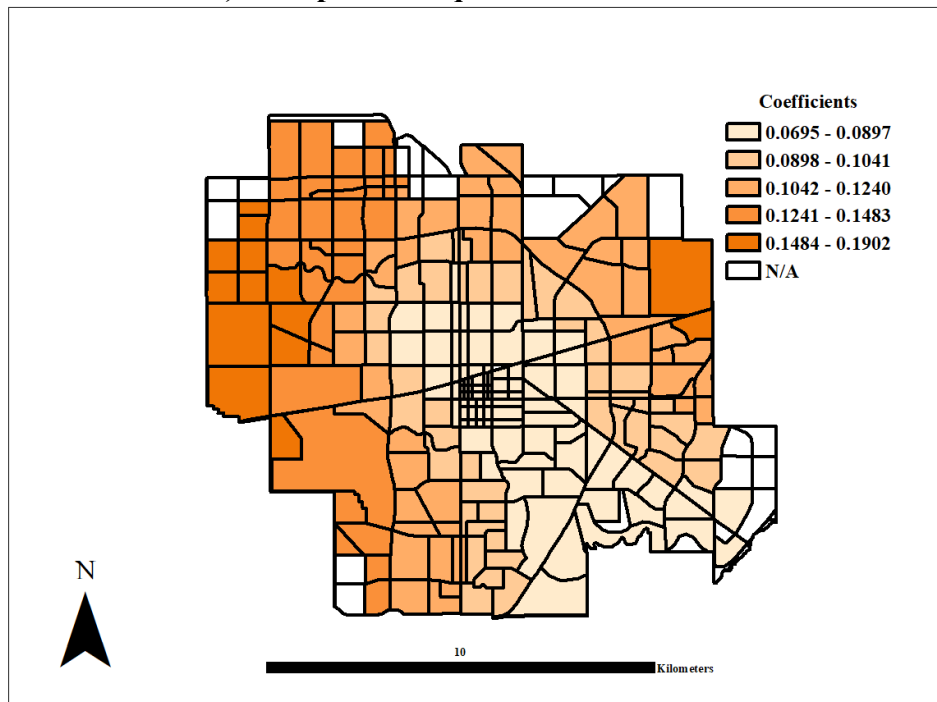 Coefficients
0.0695 - 0.0897
0.0898 - 0.1041
0.1042 - 0.1240
0.1241 - 0.1483
0.1484 - 0.1902
N/A
N
10
Kilometers